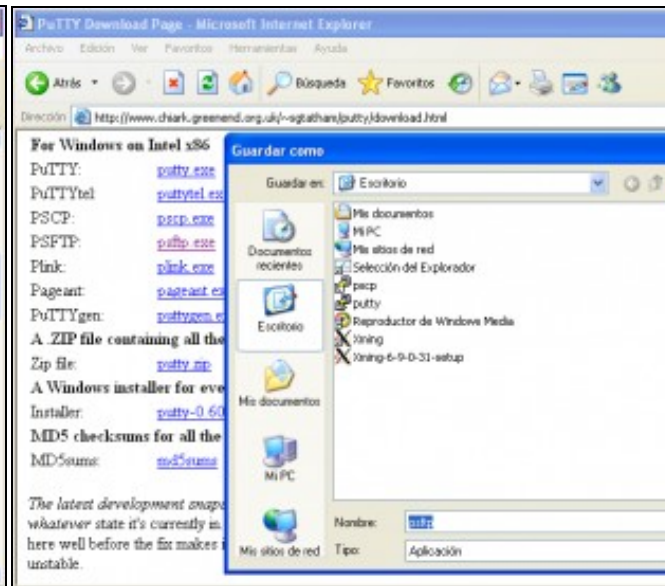 PuTTY Download Page - Microsoft Internet Explorer
Archivo Edición Ver Favoritos Herramientas Ayuda
Atrás Búsqueda Favoritos
Dirección http://www.chiark.greenend.org.uk/~sgtatham/putty/download.html
For Windows on Intel x86
PuTTY: putty.exe
PuTTYtel puttytel.ex
PSCP: pscp.exe
PSFTP: psftp.exe
Plink: plink.exe
Pageant: pageant.ex
PuTTYgen: puttygen.e
A .ZIP file containing all the
Zip file: putty.zip
A Windows installer for eve
Installer: putty-0.60
MD5 checksums for all the
MD5sums: md5sums
The latest development snaps
whatever state it's currently in.
here well before the fix makes i
unstable.
Guardar como
Guardar en: Escritorio
Documentos
recientes
Escritorio
Mis documentos
Mi PC
Mis sitios de red
Mis documentos
Mi PC
Mis sitios de red
Selección del Explorador
pscp
putty
Reproductor de Windows Media
Xming
Xming-6-9-0-31-setup
Nombre: psftp
Tipo: Aplicación